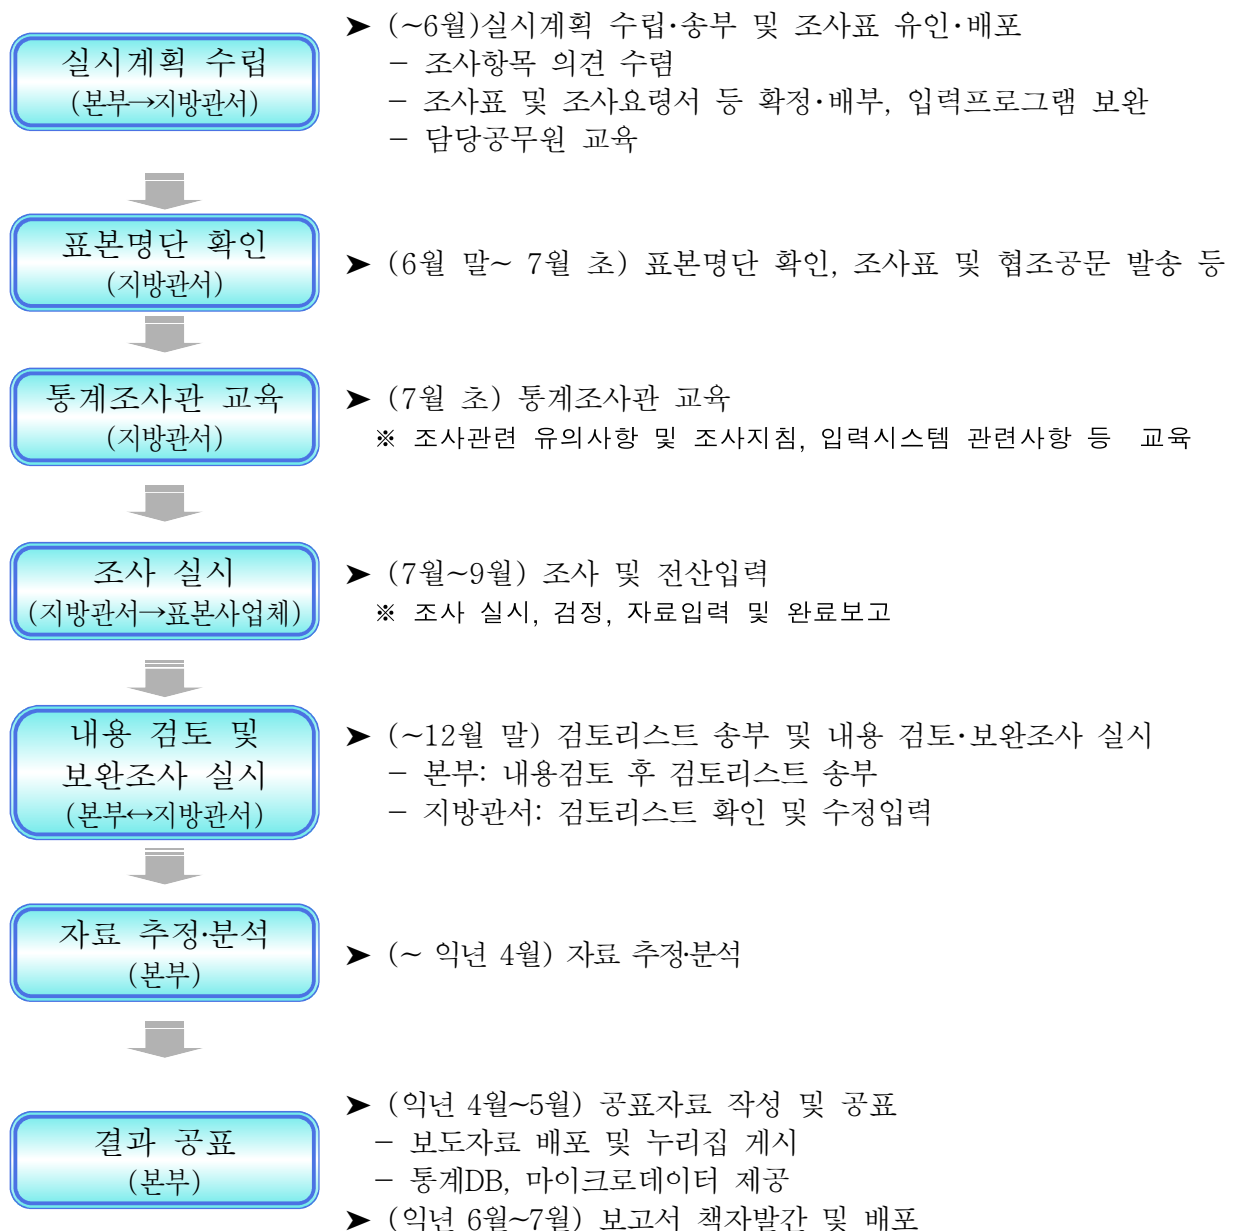 실시계획 수립
(본부→지방관서)
➤ (~6월)실시계획 수립·송부 및 조사표 유인·배포
- 조사항목 의견 수렴
- 조사표 및 조사요령서 등 확정·배부, 입력프로그램 보완
- 담당공무원 교육
표본명단 확인
(지방관서)
➤ (6월 말~ 7월 초) 표본명단 확인, 조사표 및 협조공문 발송 등
통계조사관 교육
(지방관서)
➤ (7월 초) 통계조사관 교육
※ 조사관련 유의사항 및 조사지침, 입력시스템 관련사항 등 교육
조사 실시
(지방관서→표본사업체)
➤ (7월~9월) 조사 및 전산입력
※ 조사 실시, 검정, 자료입력 및 완료보고
내용 검토 및
보완조사 실시
(본부↔지방관서)
➤ (~12월 말) 검토리스트 송부 및 내용 검토·보완조사 실시
- 본부: 내용검토 후 검토리스트 송부
- 지방관서: 검토리스트 확인 및 수정입력
자료 추정·분석
(본부)
➤ (~ 익년 4월) 자료 추정·분석
결과 공표
(본부)
➤ (익년 4월~5월) 공표자료 작성 및 공표
- 보도자료 배포 및 누리집 게시
- 통계DB, 마이크로데이터 제공
➤ (익년 6월~7월) 보고서 책자발간 및 배포